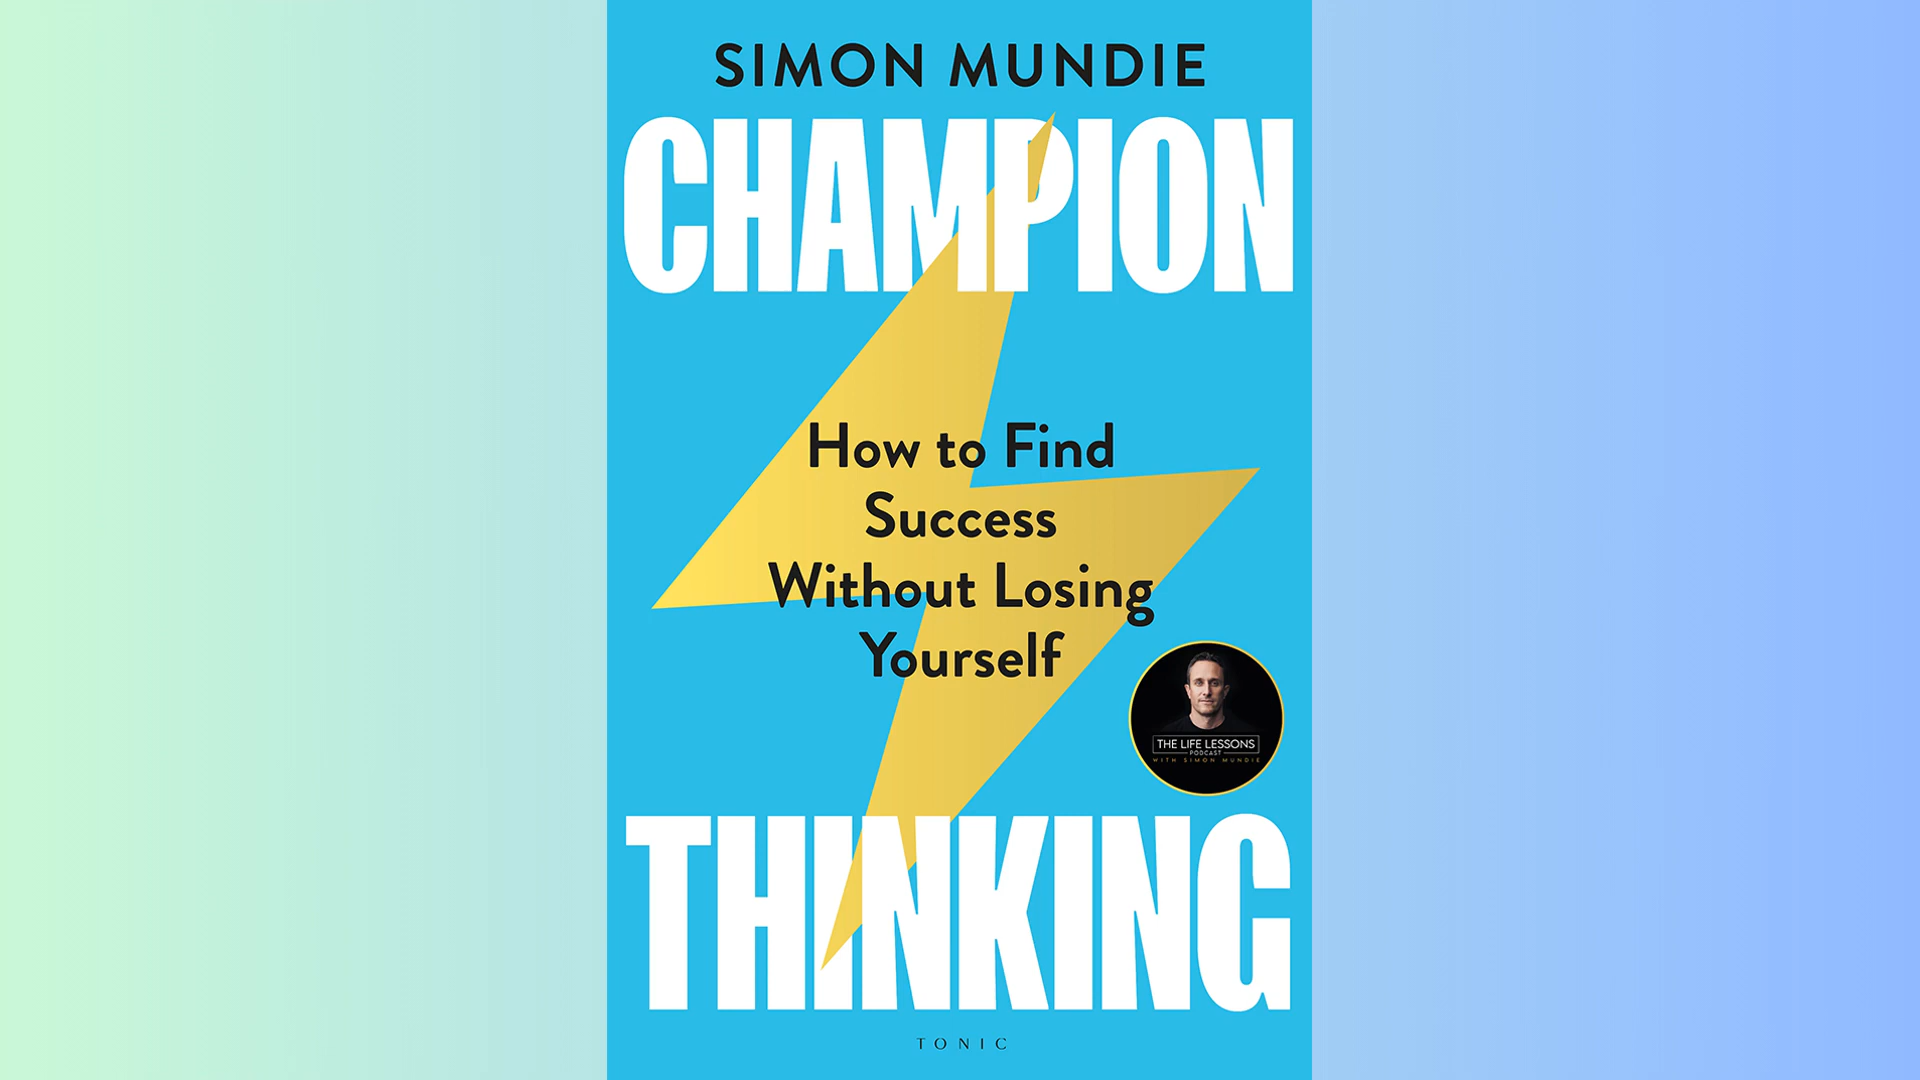 SIMON MUNDIE
CHAMPION
How to Find
Success
Without Losing
Yourself
THE LIFE LESSONS
PODCAST
WITH SIMON MUNDIE
THINKING
TONIC